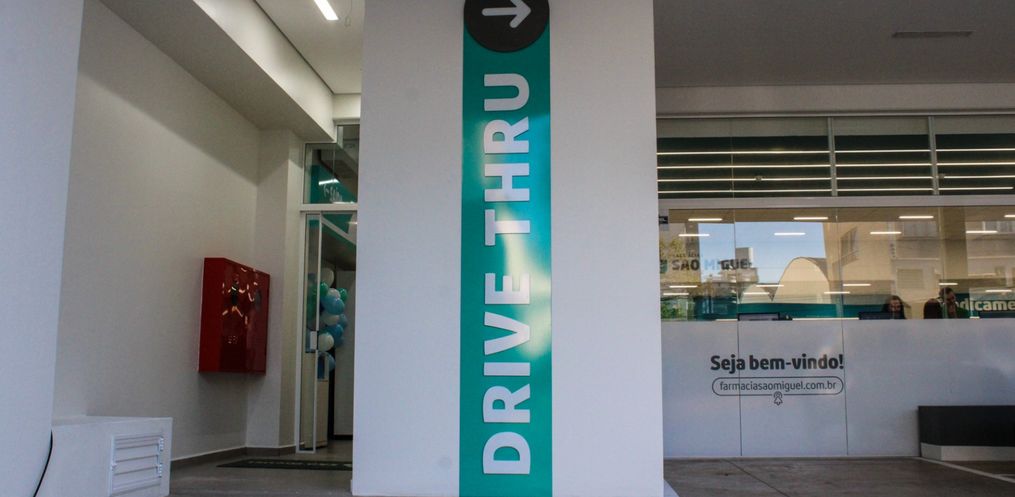 DRIVE THRU
SÃO MIGUEL
Seja bem-vindo!
farmaciasaomiguel.com.br